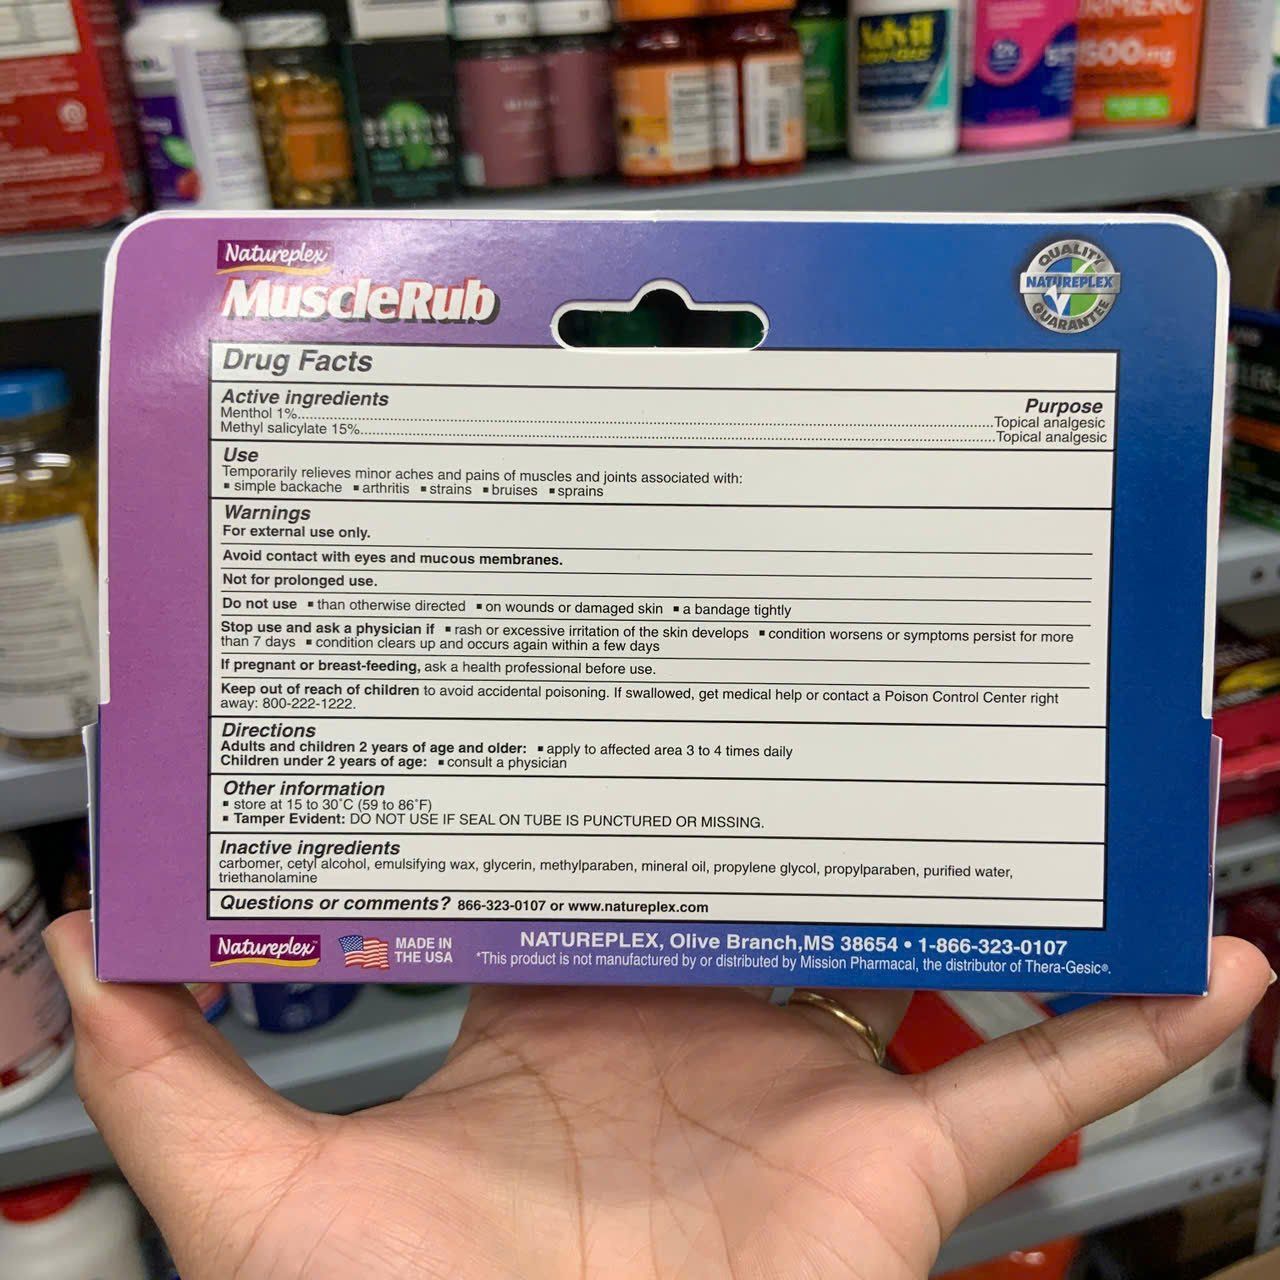 Natureplex™
MuscleRub
QUALITY
NATUREPLEX
GUARANTEE
Drug Facts
Active ingredients
Purpose
Menthol 1%......Topical analgesic
Methyl salicylate 15%......Topical analgesic
Use
Temporarily relieves minor aches and pains of muscles and joints associated with:
▪ simple backache ▪ arthritis ▪ strains ▪ bruises ▪ sprains
Warnings
For external use only.
Avoid contact with eyes and mucous membranes.
Not for prolonged use.
Do not use ▪ than otherwise directed ▪ on wounds or damaged skin ▪ a bandage tightly
Stop use and ask a physician if ▪ rash or excessive irritation of the skin develops ▪ condition worsens or symptoms persist for more
than 7 days ▪ condition clears up and occurs again within a few days
If pregnant or breast-feeding, ask a health professional before use.
Keep out of reach of children to avoid accidental poisoning. If swallowed, get medical help or contact a Poison Control Center right
away: 800-222-1222.
Directions
Adults and children 2 years of age and older: ▪ apply to affected area 3 to 4 times daily
Children under 2 years of age: ▪ consult a physician
Other information
▪ store at 15 to 30˚C (59 to 86˚F)
▪ Tamper Evident: DO NOT USE IF SEAL ON TUBE IS PUNCTURED OR MISSING.
Inactive ingredients
carbomer, cetyl alcohol, emulsifying wax, glycerin, methylparaben, mineral oil, propylene glycol, propylparaben, purified water,
triethanolamine
Questions or comments? 866-323-0107 or www.natureplex.com
Natureplex™
MADE IN
THE USA
NATUREPLEX, Olive Branch,MS 38654 • 1-866-323-0107
*This product is not manufactured by or distributed by Mission Pharmacal, the distributor of Thera-Gesic®.